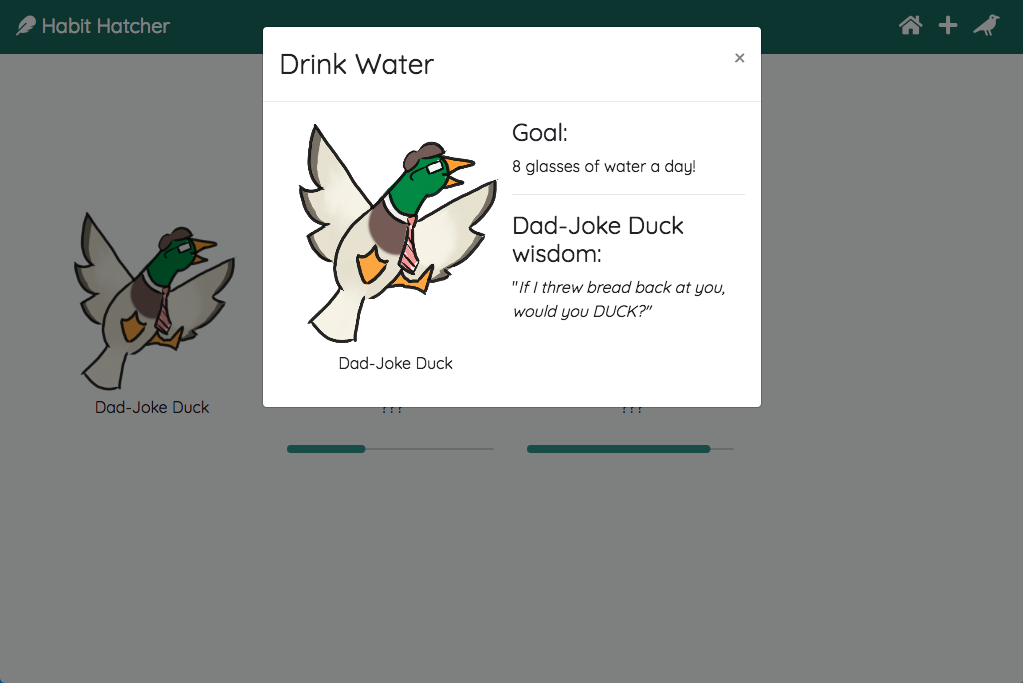 Habit Hatcher
Drink Water
×
Goal:
8 glasses of water a day!
Dad-Joke Duck
wisdom:
"If I threw bread back at you,
would you DUCK?"
Dad-Joke Duck
Dad-Joke Duck
???
???